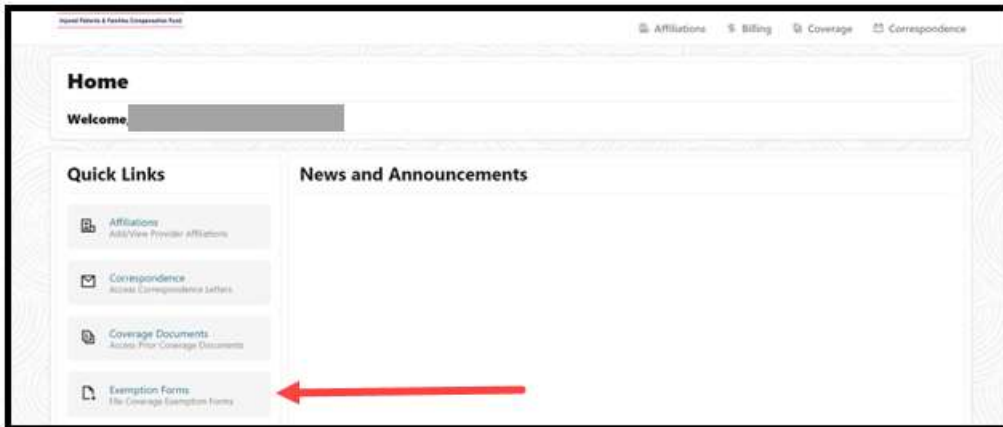 Injured Patients & Families Compensation Fund
Affiliations $ Billing Coverage Correspondence
Home
Welcome,
Quick Links
News and Announcements
Affiliations
Add/View Provider Affiliations
Correspondence
Access Correspondence Letters
Coverage Documents
Access Prior Coverage Documents
Exemption Forms
File Coverage Exemption Forms